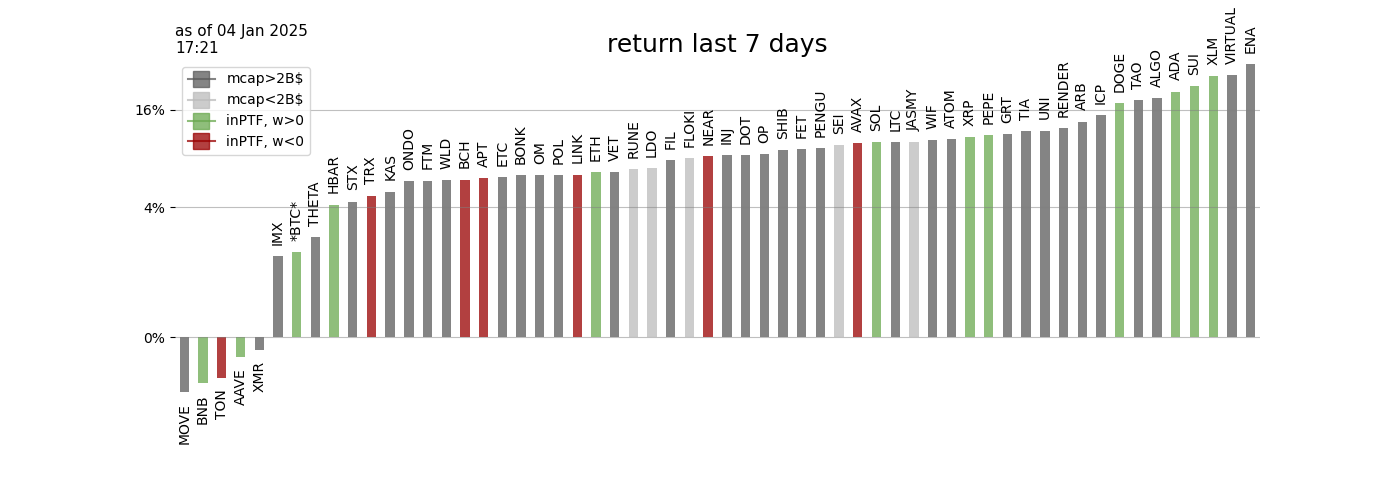 as of 04 Jan 2025
17:21
return last 7 days
mcap>2B$
mcap<2B$
inPTF, w>0
inPTF, w<0
16%
4%
0%
MOVE
BNB
TON
AAVE
XMR
IMX
*BTC*
THETA
HBAR
STX
TRX
KAS
ONDO
FTM
WLD
BCH
APT
ETC
BONK
OM
POL
LINK
ETH
VET
RUNE
LDO
FIL
FLOKI
NEAR
INJ
DOT
OP
SHIB
FET
PENGU
SEI
AVAX
SOL
LTC
JASMY
WIF
ATOM
XRP
PEPE
GRT
TIA
UNI
RENDER
ARB
ICP
DOGE
TAO
ALGO
ADA
SUI
XLM
VIRTUAL
ENA